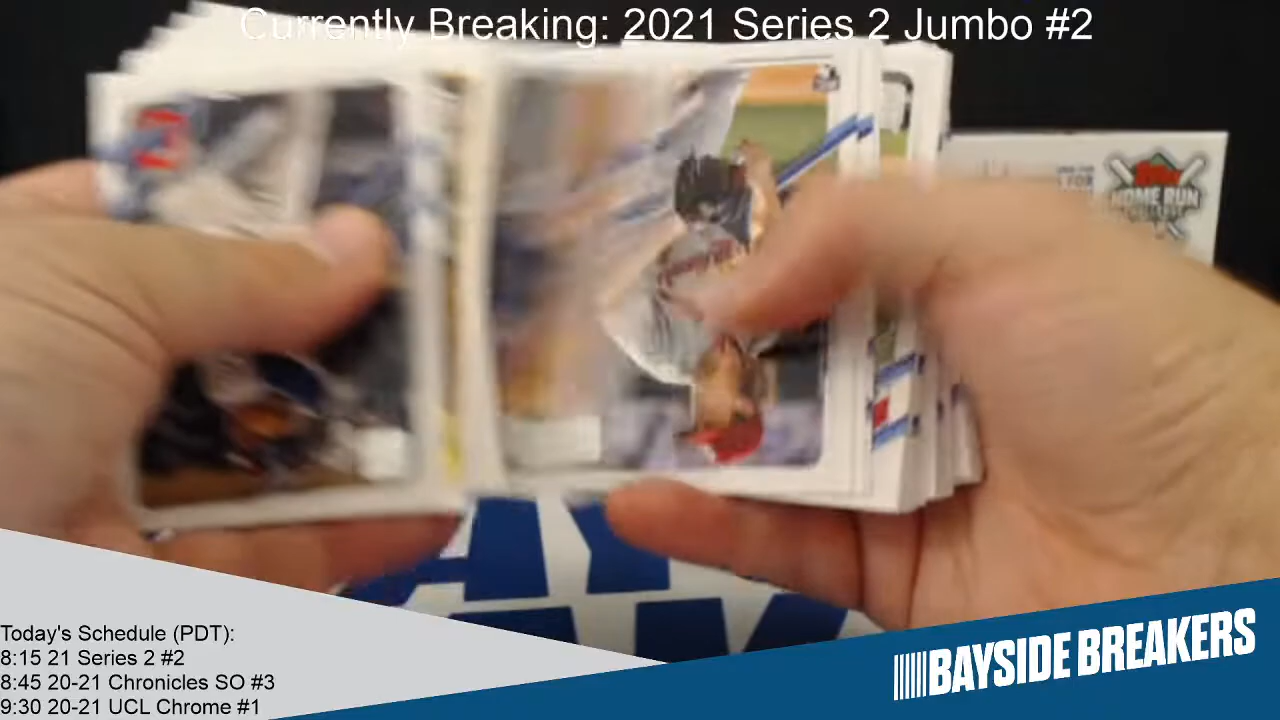 Currently Breaking: 2021 Series 2 Jumbo #2
Topps
HOME RUN
Today's Schedule (PDT):
8:15 21 Series 2 #2
8:45 20-21 Chronicles SO #3
9:30 20-21 UCL Chrome #1
BAYSIDE BREAKERS